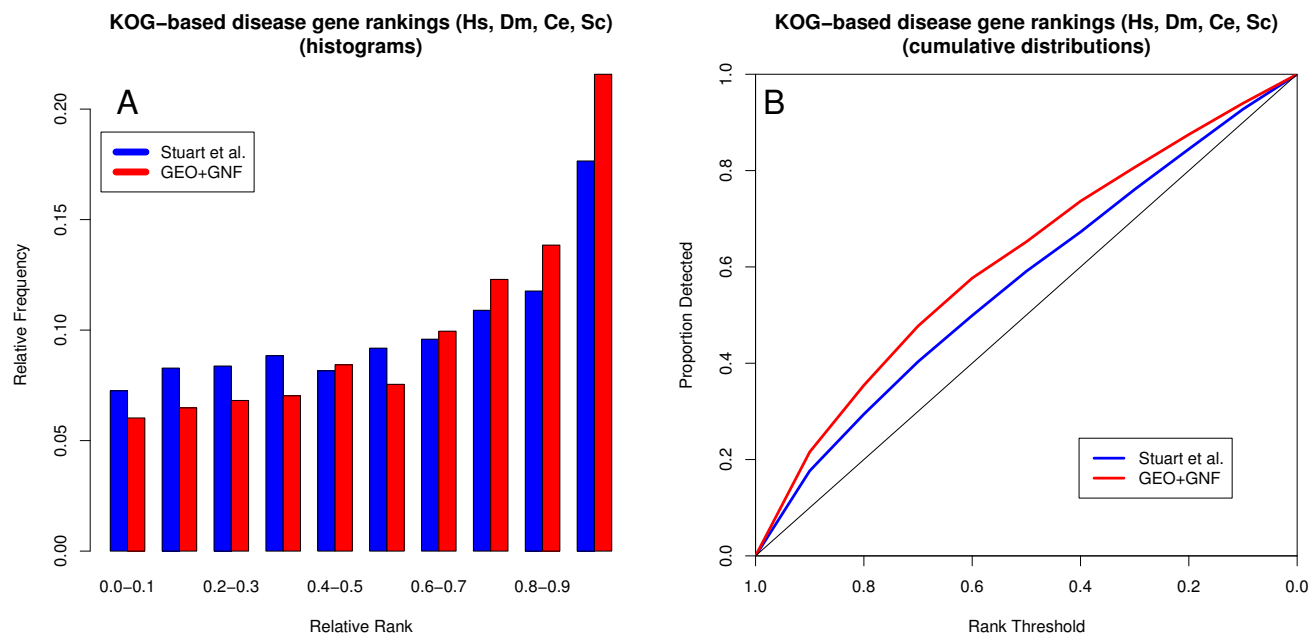 KOG−based disease gene rankings (Hs, Dm, Ce, Sc)
(histograms)
A
Stuart et al.
GEO+GNF
Relative Frequency
0.20
0.15
0.10
0.05
0.00
0.0−0.1 0.2−0.3 0.4−0.5 0.6−0.7 0.8−0.9
Relative Rank
KOG−based disease gene rankings (Hs, Dm, Ce, Sc)
(cumulative distributions)
B
Proportion Detected
1.0
0.8
0.6
0.4
0.2
0.0
Stuart et al.
GEO+GNF
1.0 0.8 0.6 0.4 0.2 0.0
Rank Threshold